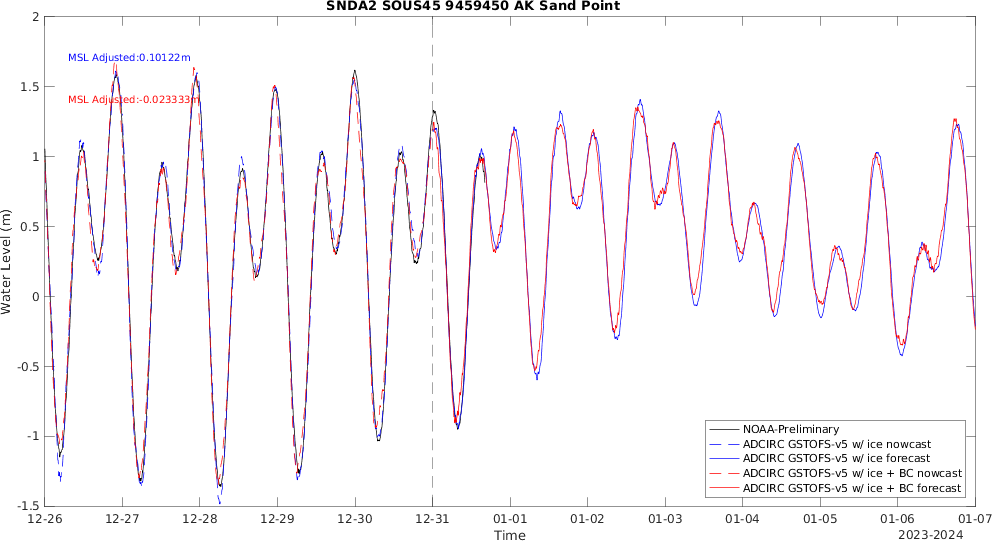 SNDA2 SOUS45 9459450 AK Sand Point
2
1.5
1
0.5
0
-0.5
-1
-1.5
Water Level (m)
MSL Adjusted:0.10122m
MSL Adjusted:-0.023333m
NOAA-Preliminary
ADCIRC GSTOFS-v5 w/ ice nowcast
ADCIRC GSTOFS-v5 w/ ice forecast
ADCIRC GSTOFS-v5 w/ ice + BC nowcast
ADCIRC GSTOFS-v5 w/ ice + BC forecast
12-26 12-27 12-28 12-29 12-30 12-31 01-01 01-02 01-03 01-04 01-05 01-06 01-07
Time
2023-2024